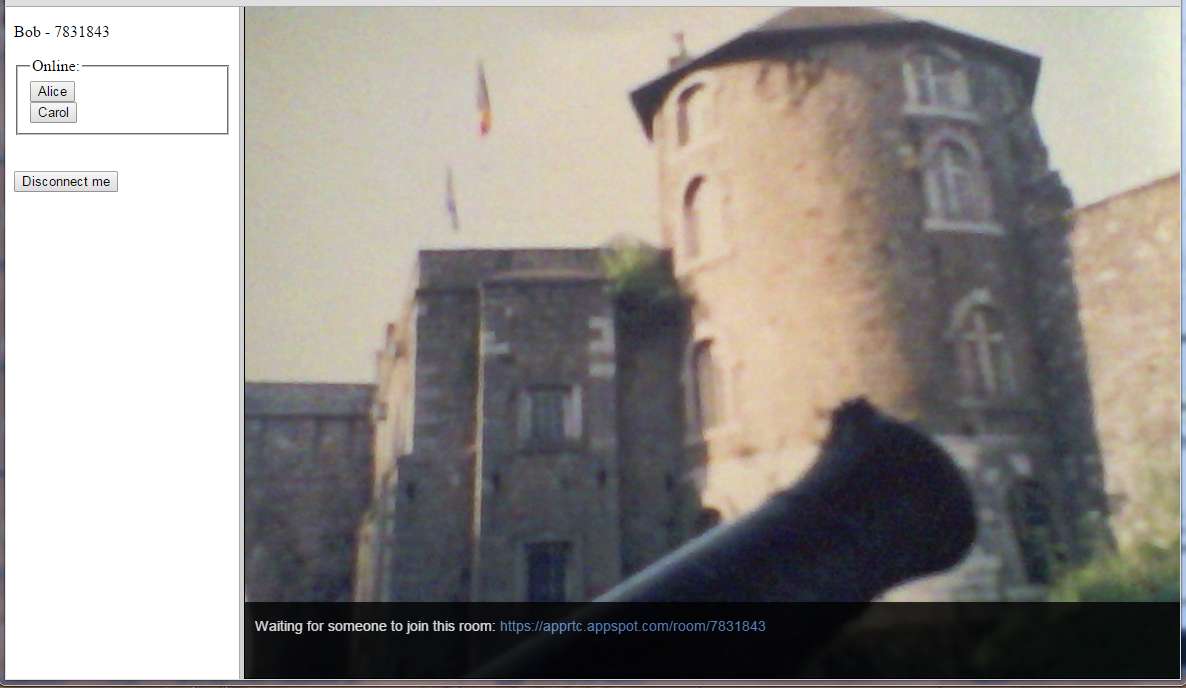 Bob - 7831843
Online:
Alice
Carol
Disconnect me
Waiting for someone to join this room: https://apprtc.appspot.com/room/7831843